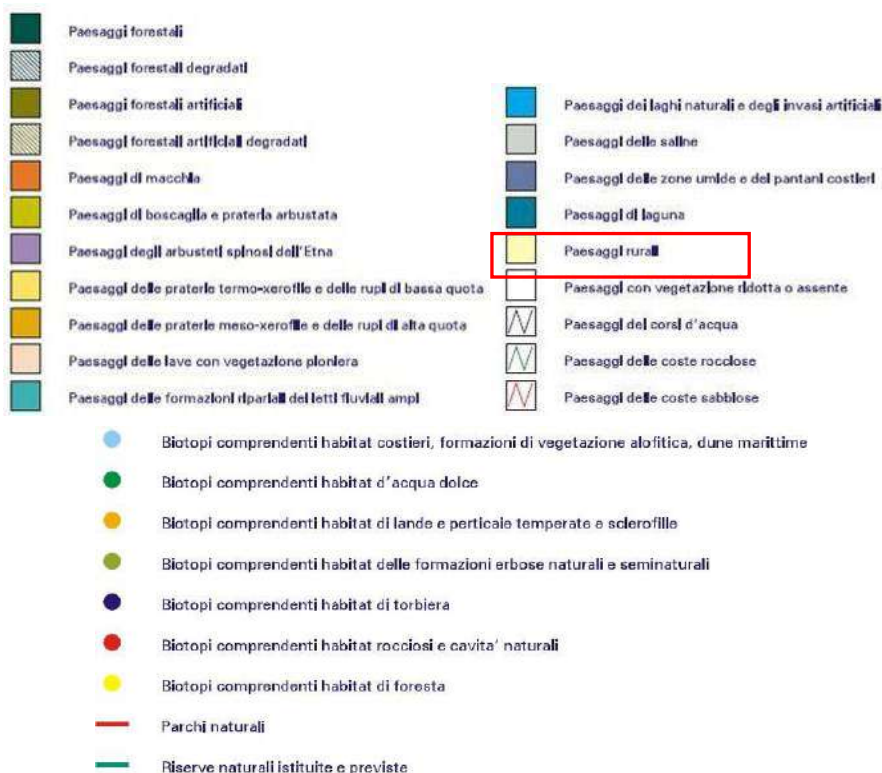 Paesaggi forestali
Paesaggi forestali degradati
Paesaggi forestali artificiali
Paesaggi forestali artificiali degradati
Paesaggi di macchia
Paesaggi di boscaglia e prateria arbustata
Paesaggi degli arbusteti spinosi dell'Etna
Paesaggi delle praterie termo-xerofile e delle rupi di bassa quota
Paesaggi delle praterie meso-xerofile e delle rupi di alta quota
Paesaggi delle lave con vegetazione pioniera
Paesaggi delle formazioni ripariali dei letti fluviali ampi
Paesaggi dei laghi naturali e degli invasi artificiali
Paesaggi delle saline
Paesaggi delle zone umide e dei pantani costieri
Paesaggi di laguna
Paesaggi rurali
Paesaggi con vegetazione ridotta o assente
Paesaggi dei corsi d'acqua
Paesaggi delle coste rocciose
Paesaggi delle coste sabbiose
Biotopi comprendenti habitat costieri, formazioni di vegetazione alofitica, dune marittime
Biotopi comprendenti habitat d'acqua dolce
Biotopi comprendenti habitat di lande e perticaie temperate e sclerofille
Biotopi comprendenti habitat delle formazioni erbose naturali e seminaturali
Biotopi comprendenti habitat di torbiera
Biotopi comprendenti habitat rocciosi e cavita' naturali
Biotopi comprendenti habitat di foresta
Parchi naturali
Riserve naturali istituite e previste